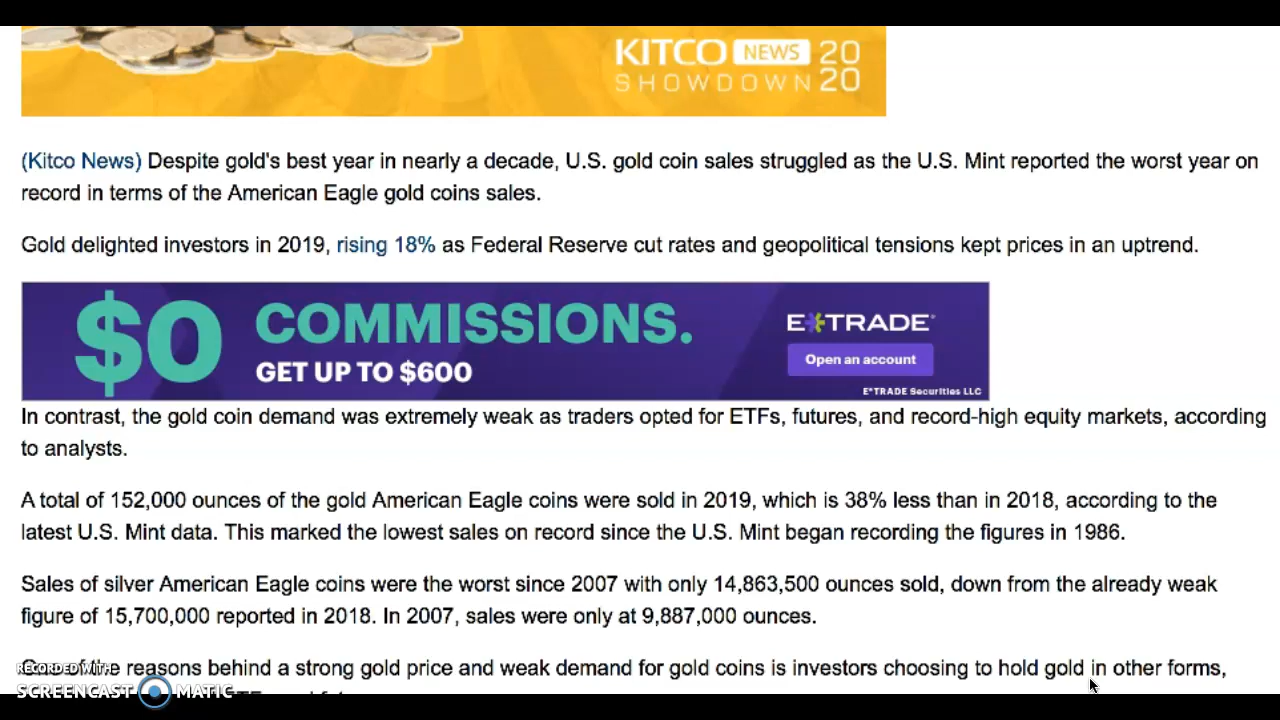 KITCO NEWS 20
SHOWDOWN 20
(Kitco News) Despite gold's best year in nearly a decade, U.S. gold coin sales struggled as the U.S. Mint reported the worst year on
record in terms of the American Eagle gold coins sales.
Gold delighted investors in 2019, rising 18% as Federal Reserve cut rates and geopolitical tensions kept prices in an uptrend.
$0 COMMISSIONS.
GET UP TO $600
E*TRADE
Open an account
E*TRADE Securities LLC
In contrast, the gold coin demand was extremely weak as traders opted for ETFs, futures, and record-high equity markets, according
to analysts.
A total of 152,000 ounces of the gold American Eagle coins were sold in 2019, which is 38% less than in 2018, according to the
latest U.S. Mint data. This marked the lowest sales on record since the U.S. Mint began recording the figures in 1986.
Sales of silver American Eagle coins were the worst since 2007 with only 14,863,500 ounces sold, down from the already weak
figure of 15,700,000 reported in 2018. In 2007, sales were only at 9,887,000 ounces.
reasons behind a strong gold price and weak demand for gold coins is investors choosing to hold gold in other forms,
RECORDED WITH
SCREENCAST MATIC